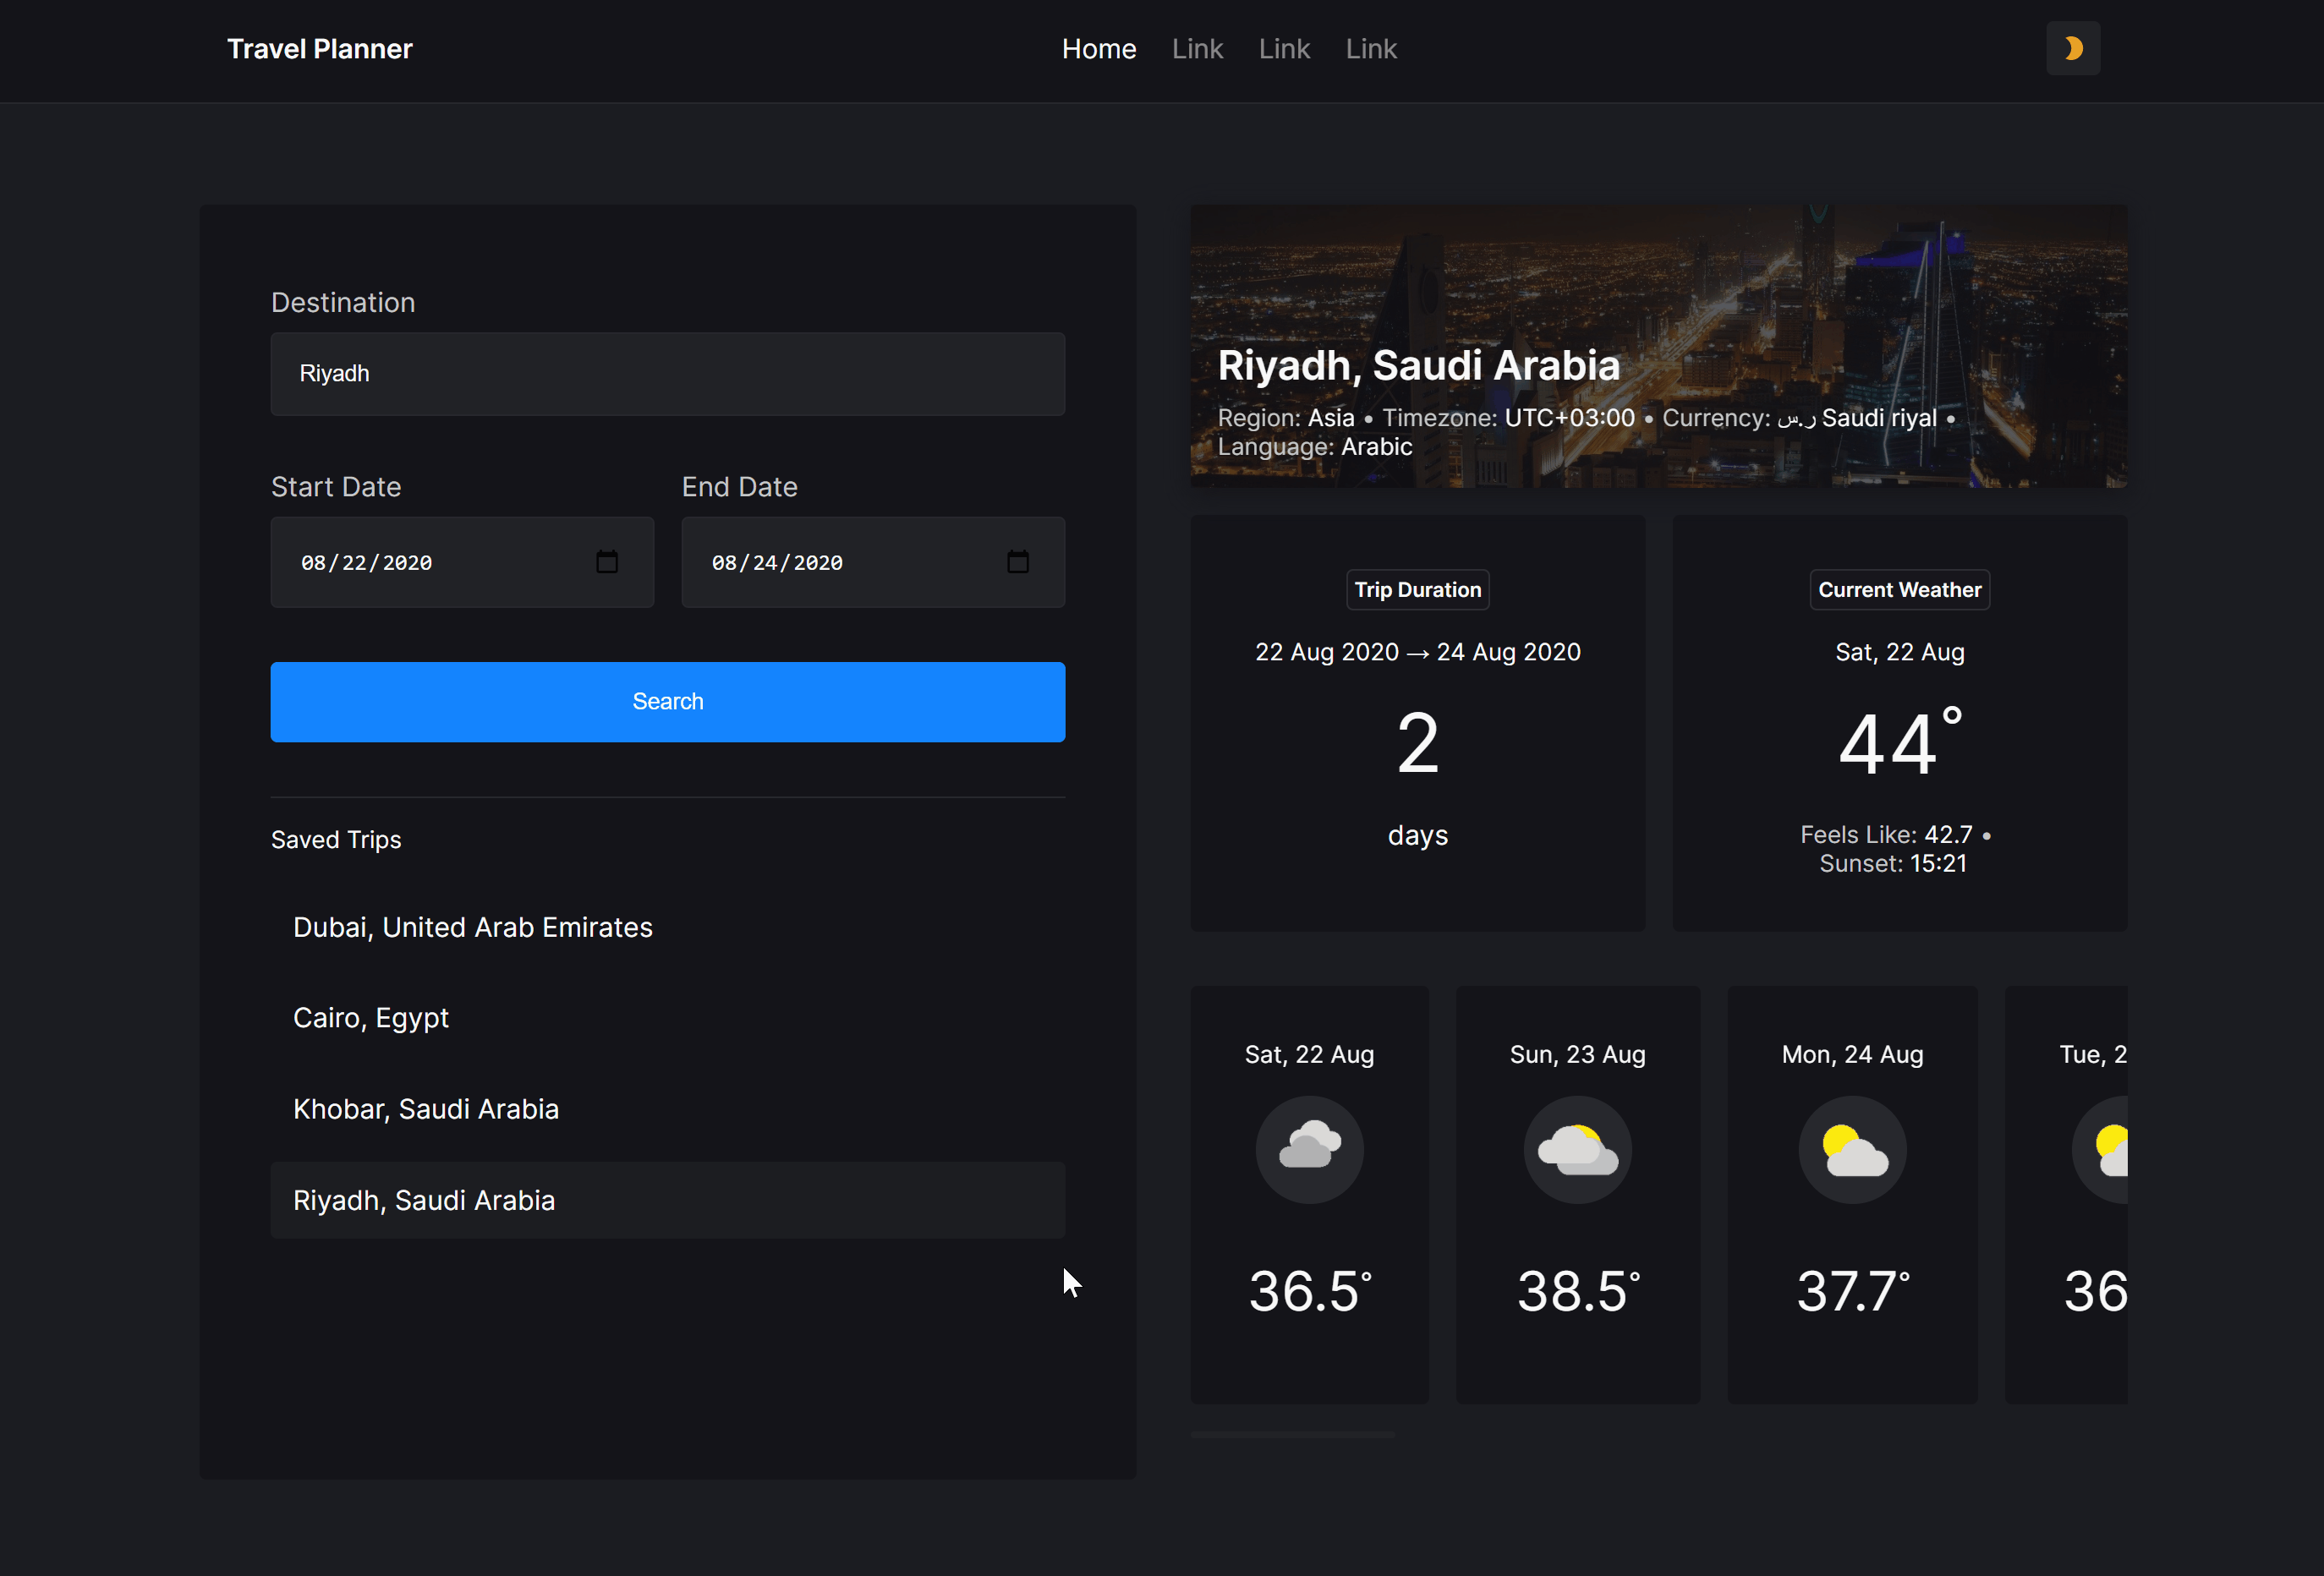 Travel Planner
Home Link Link Link
Destination
Riyadh
Start Date
End Date
08/22/2020
08/24/2020
Search
Saved Trips
Dubai, United Arab Emirates
Cairo, Egypt
Khobar, Saudi Arabia
Riyadh, Saudi Arabia
Riyadh, Saudi Arabia
Region: Asia • Timezone: UTC+03:00 • Currency: ر.س Saudi riyal •
Language: Arabic
Trip Duration
22 Aug 2020 → 24 Aug 2020
2
days
Current Weather
Sat, 22 Aug
44°
Feels Like: 42.7 •
Sunset: 15:21
Sat, 22 Aug
36.5°
Sun, 23 Aug
38.5°
Mon, 24 Aug
37.7°
Tue, 2
36